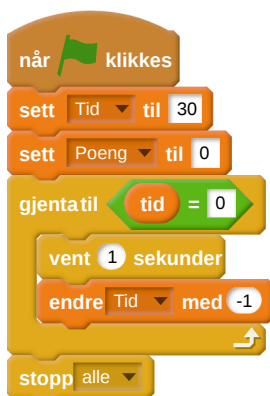 når klikkes
sett Tid til 30
sett Poeng til 0
gjenta til tid = 0
vent 1 sekunder
endre Tid med -1
stopp alle